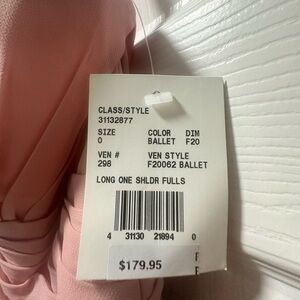 CLASS/STYLE
31132877
SIZE COLOR DIM
0 BALLET F20
VEN # VEN STYLE
298 F20062 BALLET
LONG ONE SHLDR FULLS
4 31130 21894 0
$179.95